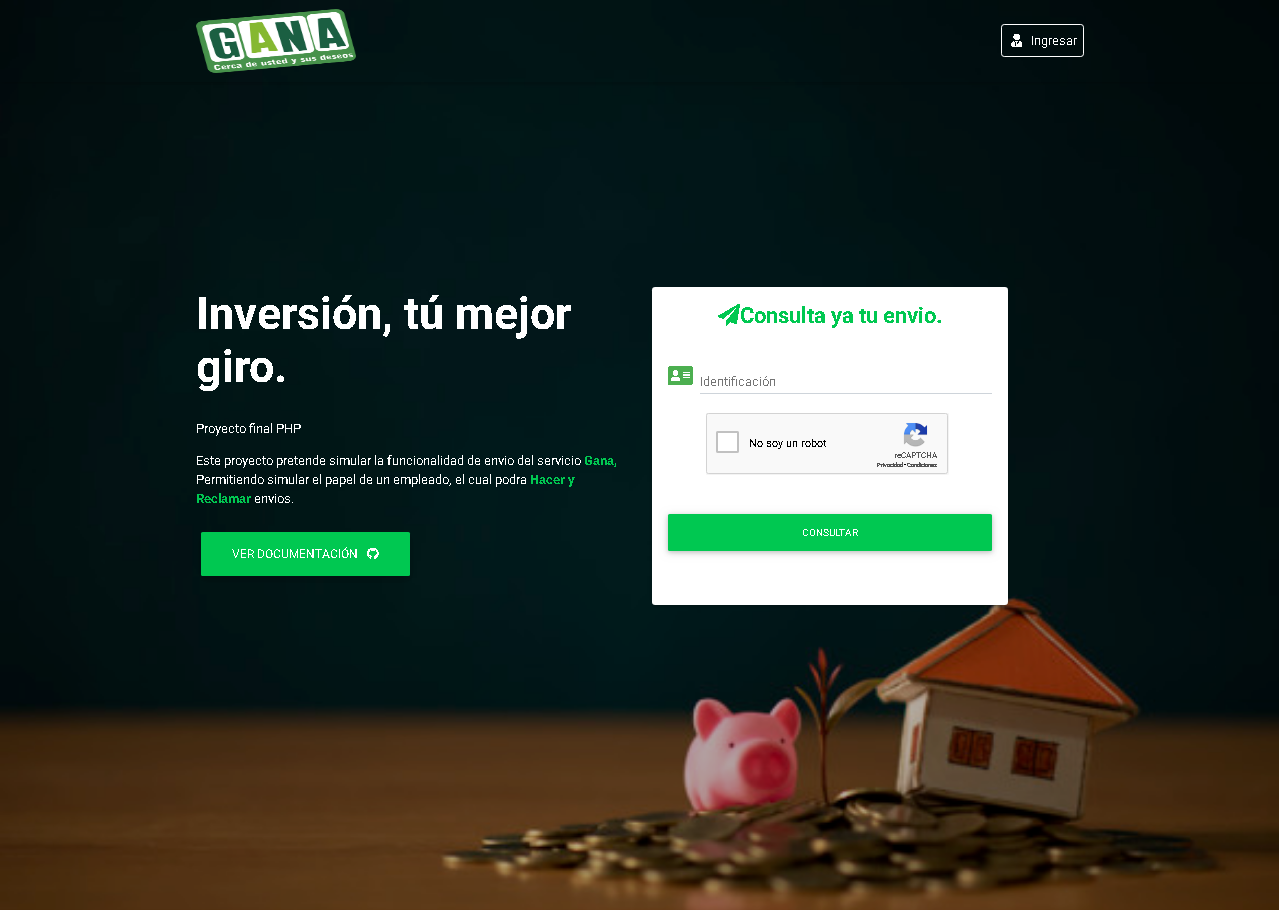 GANA
Cerca de usted y sus deseos
Ingresar
Inversión, tú mejor
giro.
Proyecto final PHP
Este proyecto pretende simular la funcionalidad de envio del servicio Gana,
Permitiendo simular el papel de un empleado, el cual podra Hacer y
Reclamar envios.
VER DOCUMENTACIÓN
Consulta ya tu envio.
Identificación
No soy un robot
reCAPTCHA
Privacidad • Condiciones
CONSULTAR